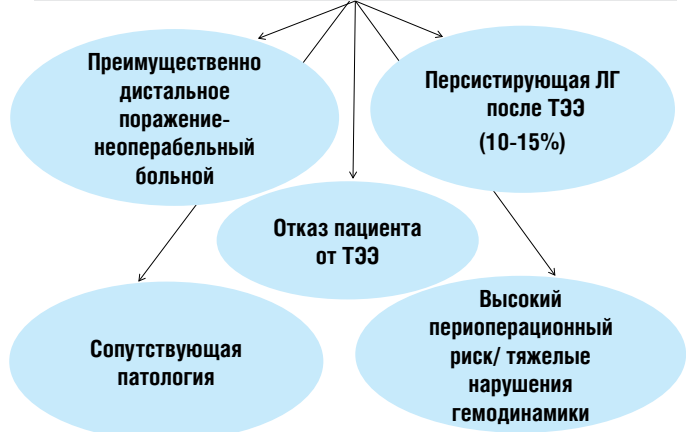 Преимущественно
дистальное
поражение-
неоперабельный
больной
Персистирующая ЛГ
после ТЭЭ
(10-15%)
Отказ пациента
от ТЭЭ
Сопутствующая
патология
Высокий
периоперационный
риск/ тяжелые
нарушения
гемодинамики